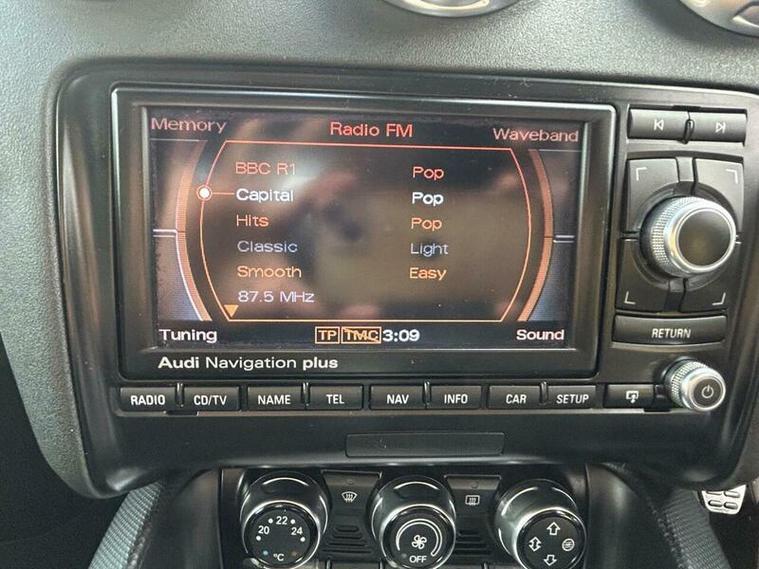 Memory Radio FM Waveband
BBC R1 Pop
Capital Pop
Hits Pop
Classic Light
Smooth Easy
87.5 MHz
Tuning TP TMC 3:09 Sound
Audi Navigation plus
RETURN
RADIO CD/TV NAME TEL NAV INFO CAR SETUP
20 22 24
°C
OFF